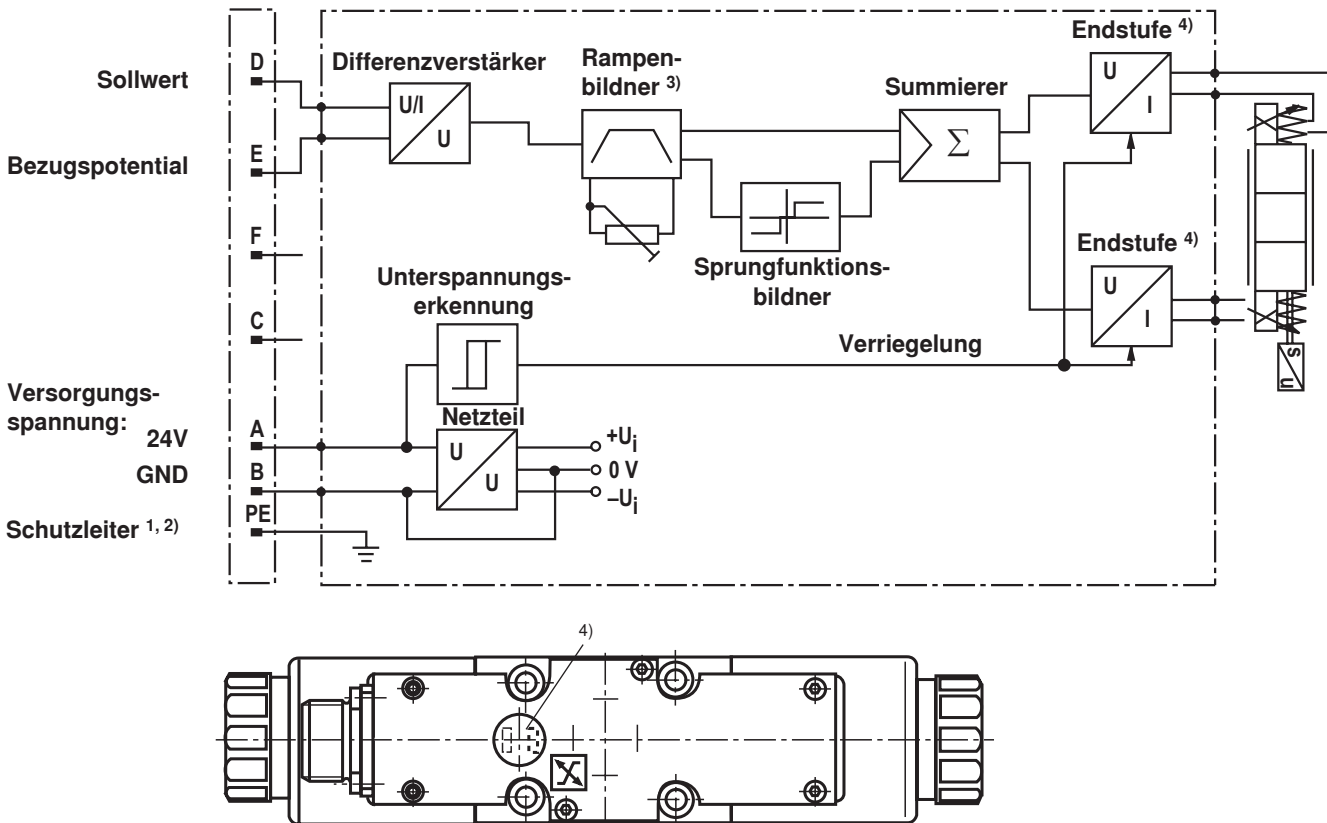 Sollwert
D
Differenzverstärker
U/I
U
Rampen-
bildner 3)
Summierer
Σ
Endstufe 4)
U
I
Bezugspotential
E
F
C
Sprungfunktions-
bildner
Endstufe 4)
U
I
Unterspannungs-
erkennung
Verriegelung
s
u
Versorgungs-
spannung:
24V
A
GND
B
Netzteil
U
U
+Ui
0 V
–Ui
PE
Schutzleiter 1, 2)
4)